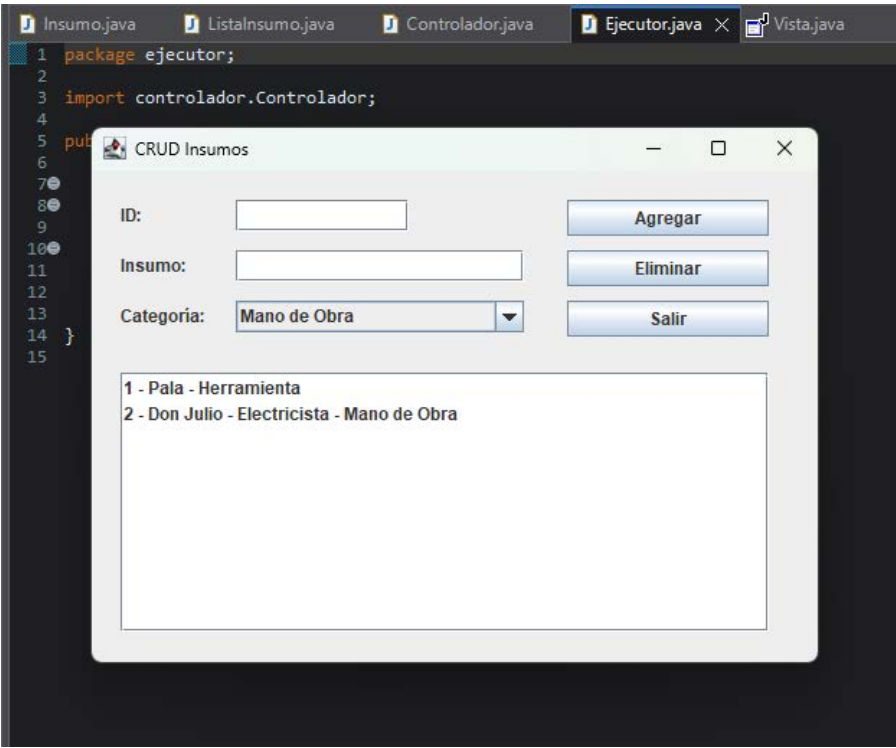 Insumo.java ListaInsumo.java Controlador.java Ejecutor.java Vista.java
1 package ejecutor;
2
3 import controlador.Controlador;
4
5 pub
6
7
8
9
10
11
12
13
14 }
15
CRUD Insumos
ID:
Agregar
Insumo:
Eliminar
Categoría: Mano de Obra
Salir
1 - Pala - Herramienta
2 - Don Julio - Electricista - Mano de Obra